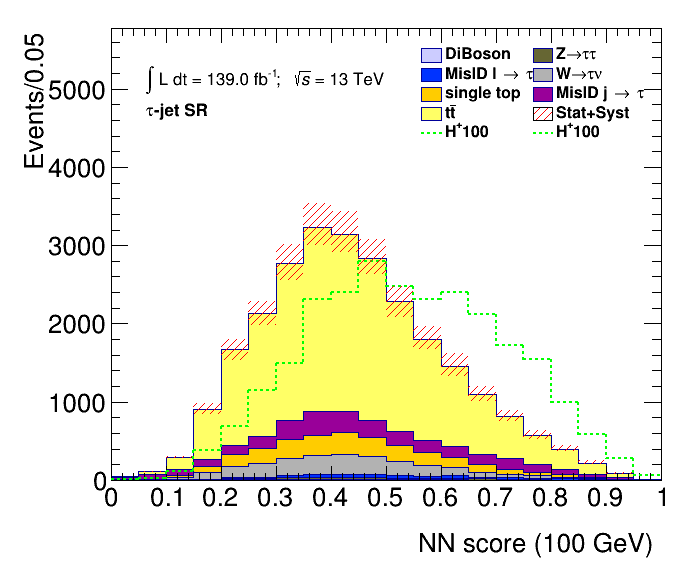 Events/0.05
∫ L dt = 139.0 fb⁻¹; √s = 13 TeV
τ-jet SR
DiBoson Z→ττ
MisID l → τ W→τν
single top MisID j → τ
tt̄ Stat+Syst
H⁺100 H⁺100
5000
4000
3000
2000
1000
0
0 0.1 0.2 0.3 0.4 0.5 0.6 0.7 0.8 0.9 1
NN score (100 GeV)